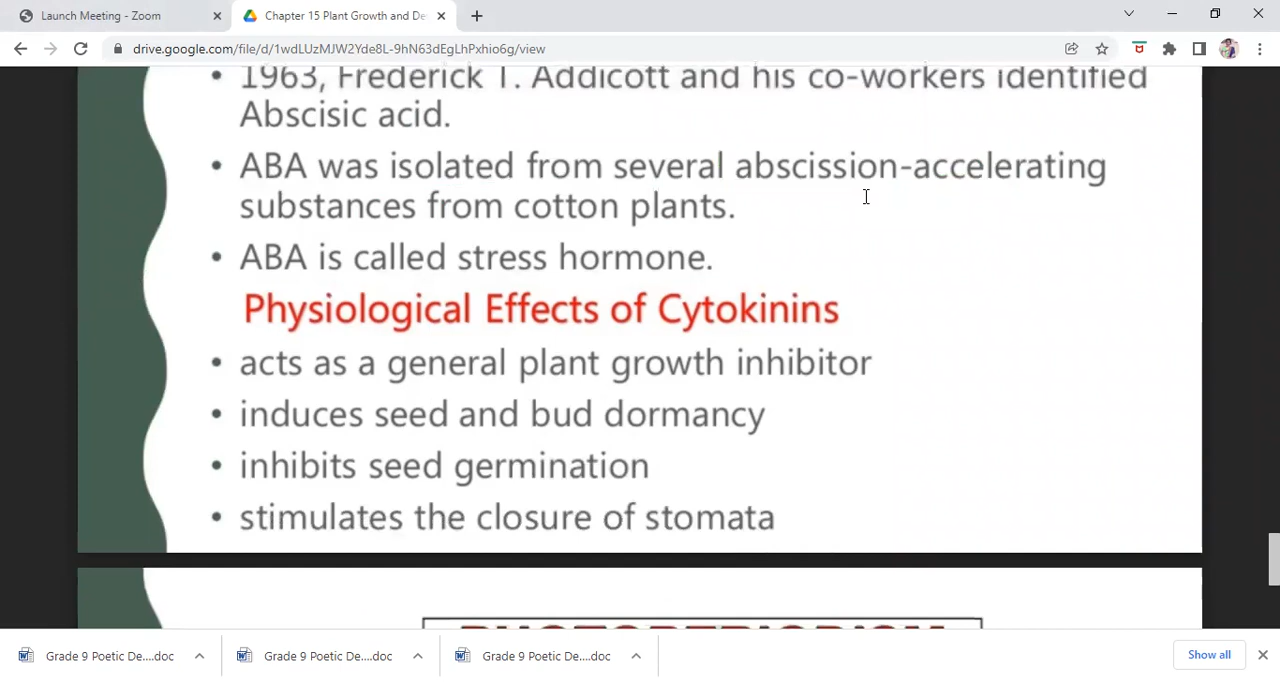 Launch Meeting - Zoom
Chapter 15 Plant Growth and De
drive.google.com/file/d/1wdLUzMJW2Yde8L-9hN63dEgLhPxhio6g/view
1963, Frederick T. Addicott and his co-workers identified
Abscisic acid.
• ABA was isolated from several abscission-accelerating
substances from cotton plants.
• ABA is called stress hormone.
Physiological Effects of Cytokinins
• acts as a general plant growth inhibitor
• induces seed and bud dormancy
• inhibits seed germination
• stimulates the closure of stomata
PHOTOPERIODISM
Grade 9 Poetic De....doc
Grade 9 Poetic De....doc
Grade 9 Poetic De....doc
Show all